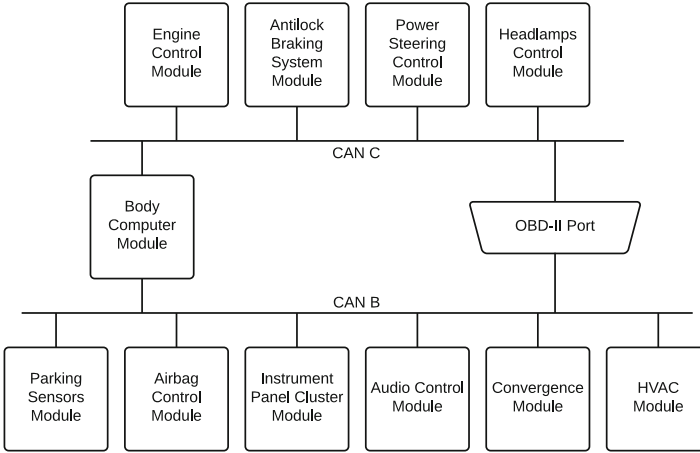 Engine
Control
Module
Antilock
Braking
System
Module
Power
Steering
Control
Module
Headlamps
Control
Module
CAN C
Body
Computer
Module
OBD-II Port
CAN B
Parking
Sensors
Module
Airbag
Control
Module
Instrument
Panel Cluster
Module
Audio Control
Module
Convergence
Module
HVAC
Module